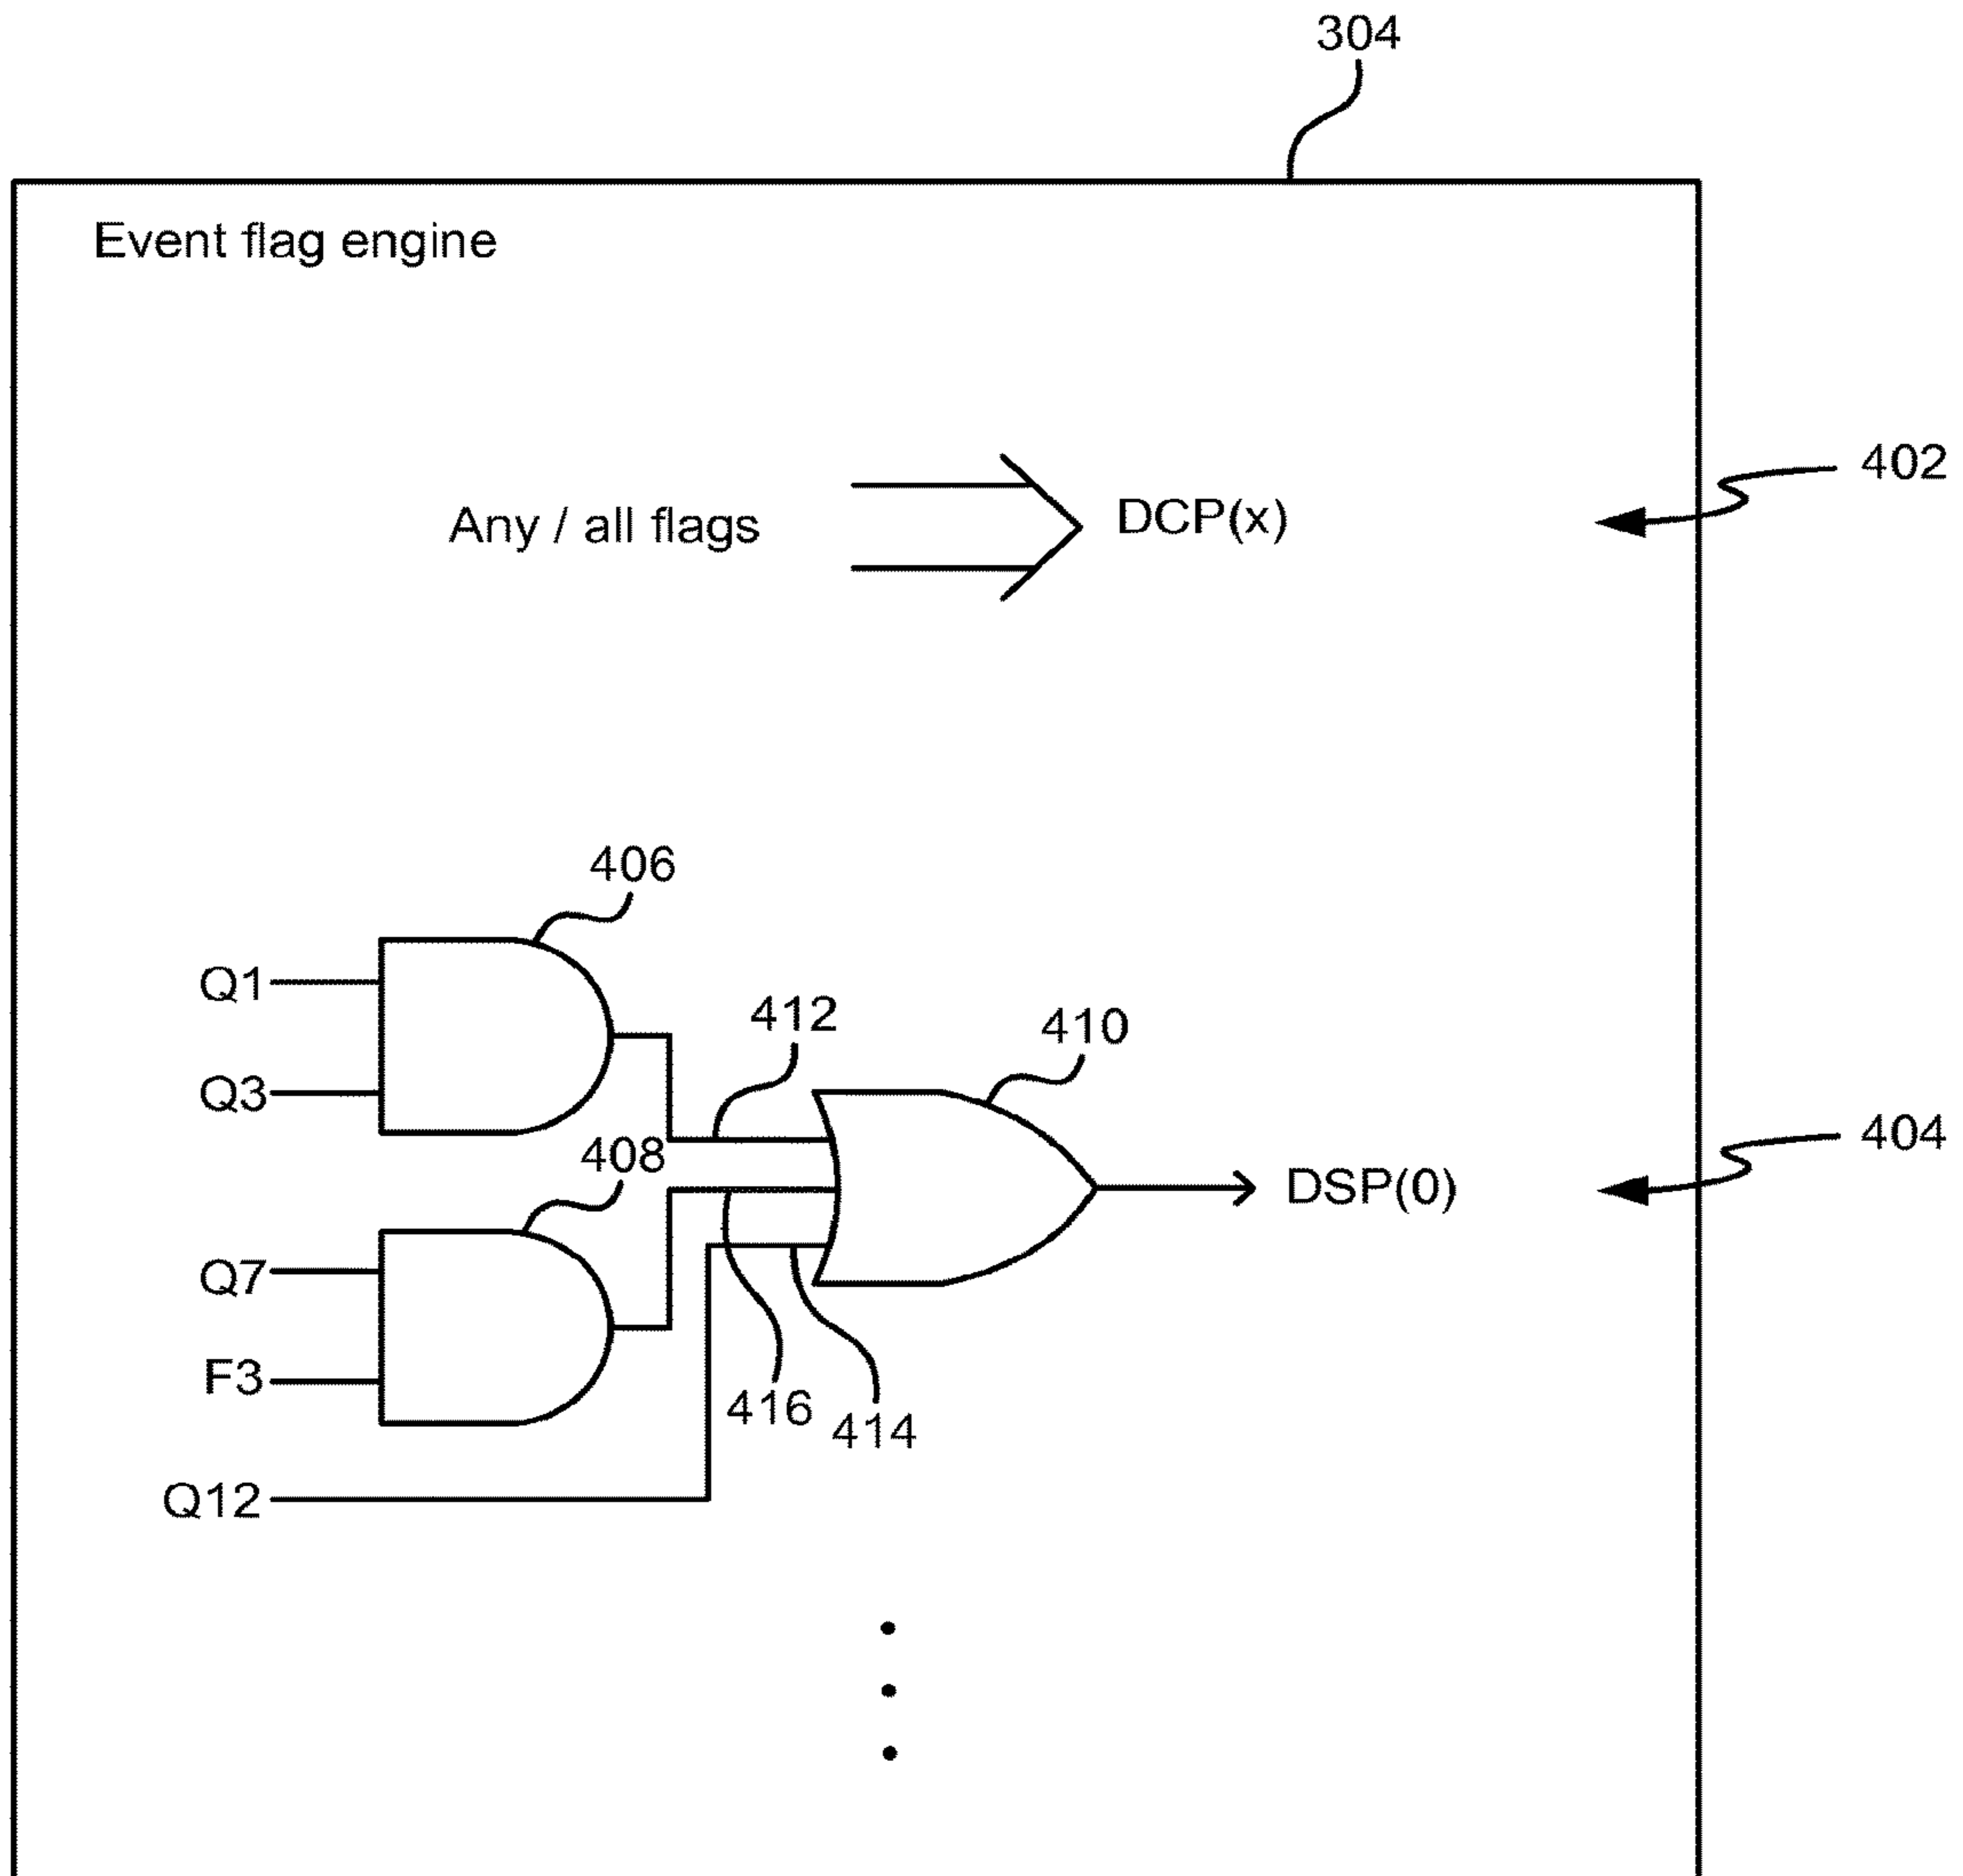 304
Event flag engine
402
Any / all flags
DCP(x)
406
Q1
412
410
Q3
408
404
DSP(0)
Q7
F3
416
414
Q12